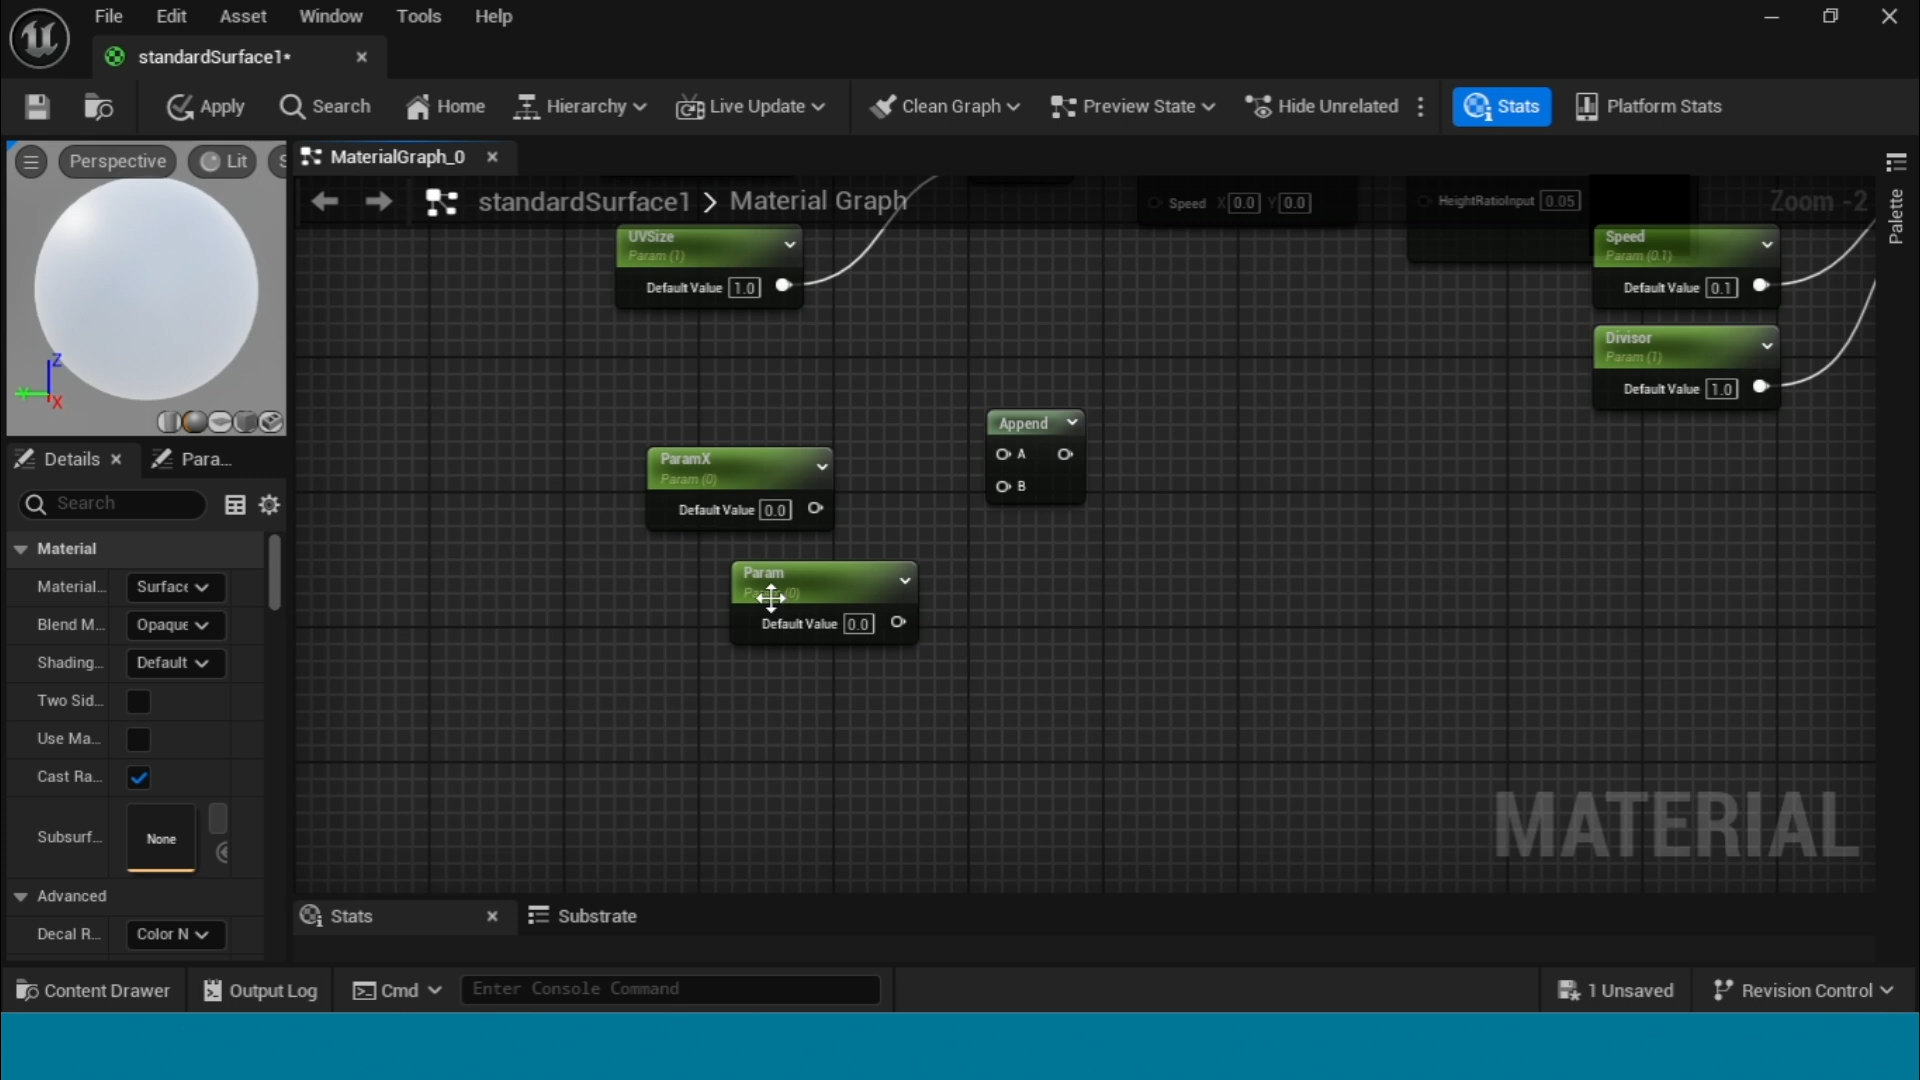 File Edit Asset Window Tools Help
standardSurface1*
Apply Search Home Hierarchy Live Update Clean Graph Preview State Hide Unrelated Stats Platform Stats
Perspective Lit S
MaterialGraph_0
standardSurface1 > Material Graph
Zoom -2
Palette
Speed X 0.0 Y 0.0
HeightRatioInput 0.05
UVSize
Param (1)
Default Value 1.0
Speed
Param (0.1)
Default Value 0.1
Divisor
Param (1)
Default Value 1.0
Append
A
B
ParamX
Param (0)
Default Value 0.0
Param
Param (0)
Default Value 0.0
Z
Y
X
Details Para...
Search
Material
Material... Surface
Blend M... Opaque
Shading... Default
Two Sid...
Use Ma...
Cast Ra...
Subsurf... None
Advanced
Decal R... Color N
MATERIAL
Stats Substrate
Content Drawer Output Log Cmd Enter Console Command 1 Unsaved Revision Control